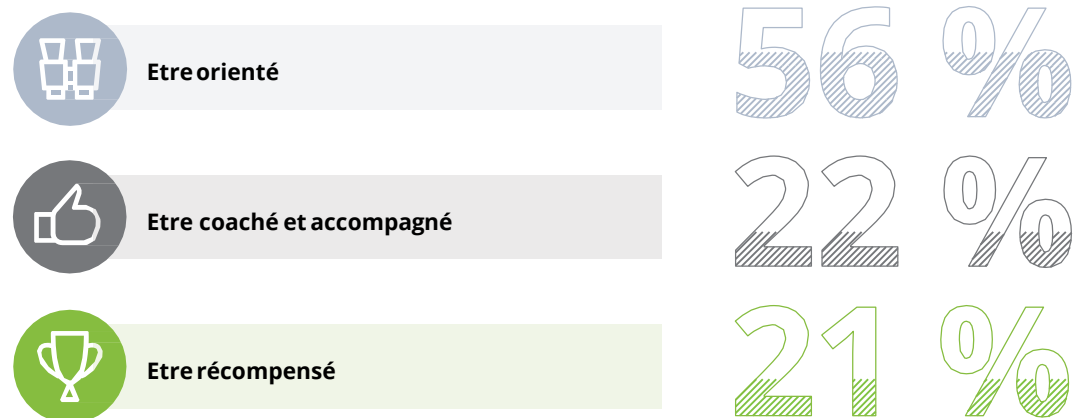 Etre orienté
56 %
Etre coaché et accompagné
22 %
Etre récompensé
21 %